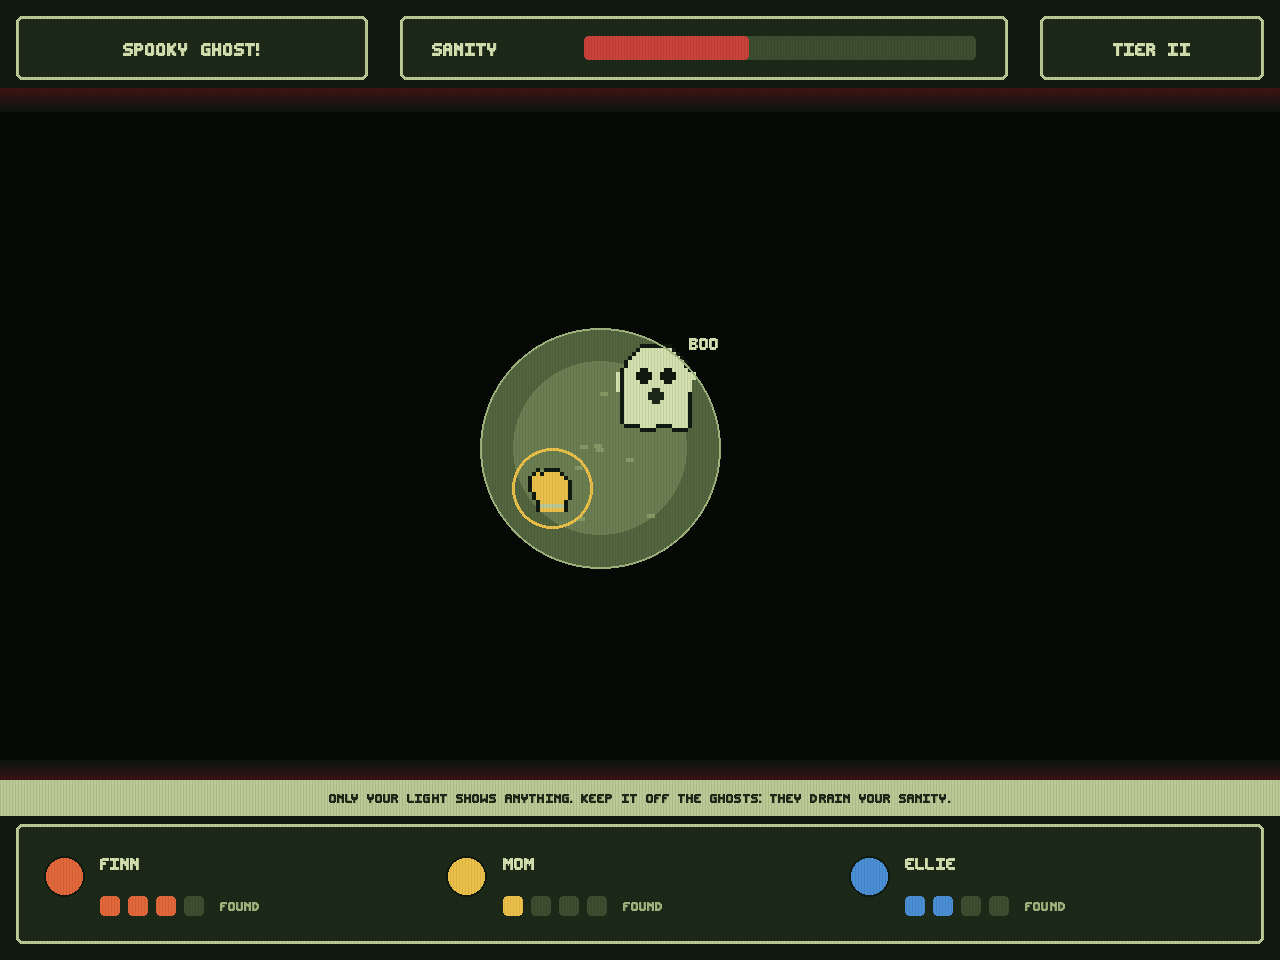 SPOOKY GHOST!
SANITY
TIER II
BOO
ONLY YOUR LIGHT SHOWS ANYTHING. KEEP IT OFF THE GHOSTS: THEY DRAIN YOUR SANITY.
FINN
FOUND
MOM
FOUND
ELLIE
FOUND